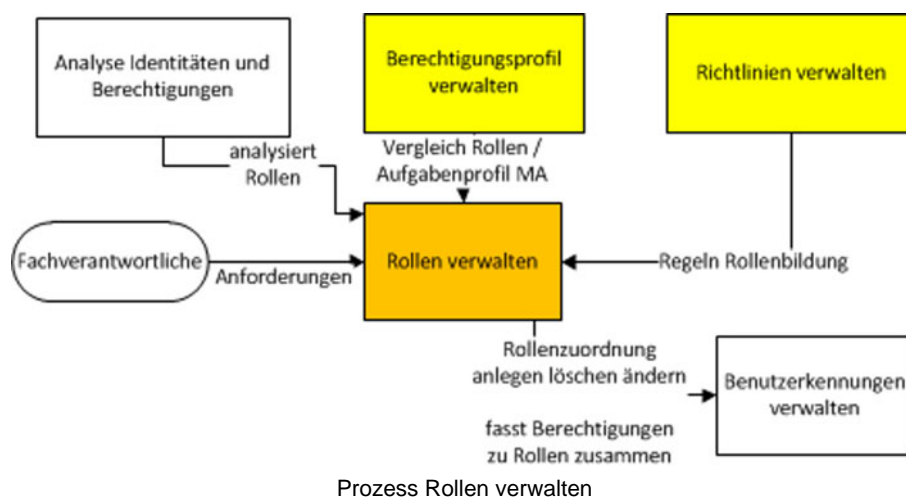 Analyse Identitäten und
Berechtigungen
Berechtigungsprofil
verwalten
Richtlinien verwalten
analysiert
Rollen
Vergleich Rollen /
Aufgabenprofil MA
Fachverantwortliche
Anforderungen
Rollen verwalten
Regeln Rollenbildung
Rollenzuordnung
anlegen löschen ändern
fasst Berechtigungen
zu Rollen zusammen
Benutzerkennungen
verwalten
Prozess Rollen verwalten